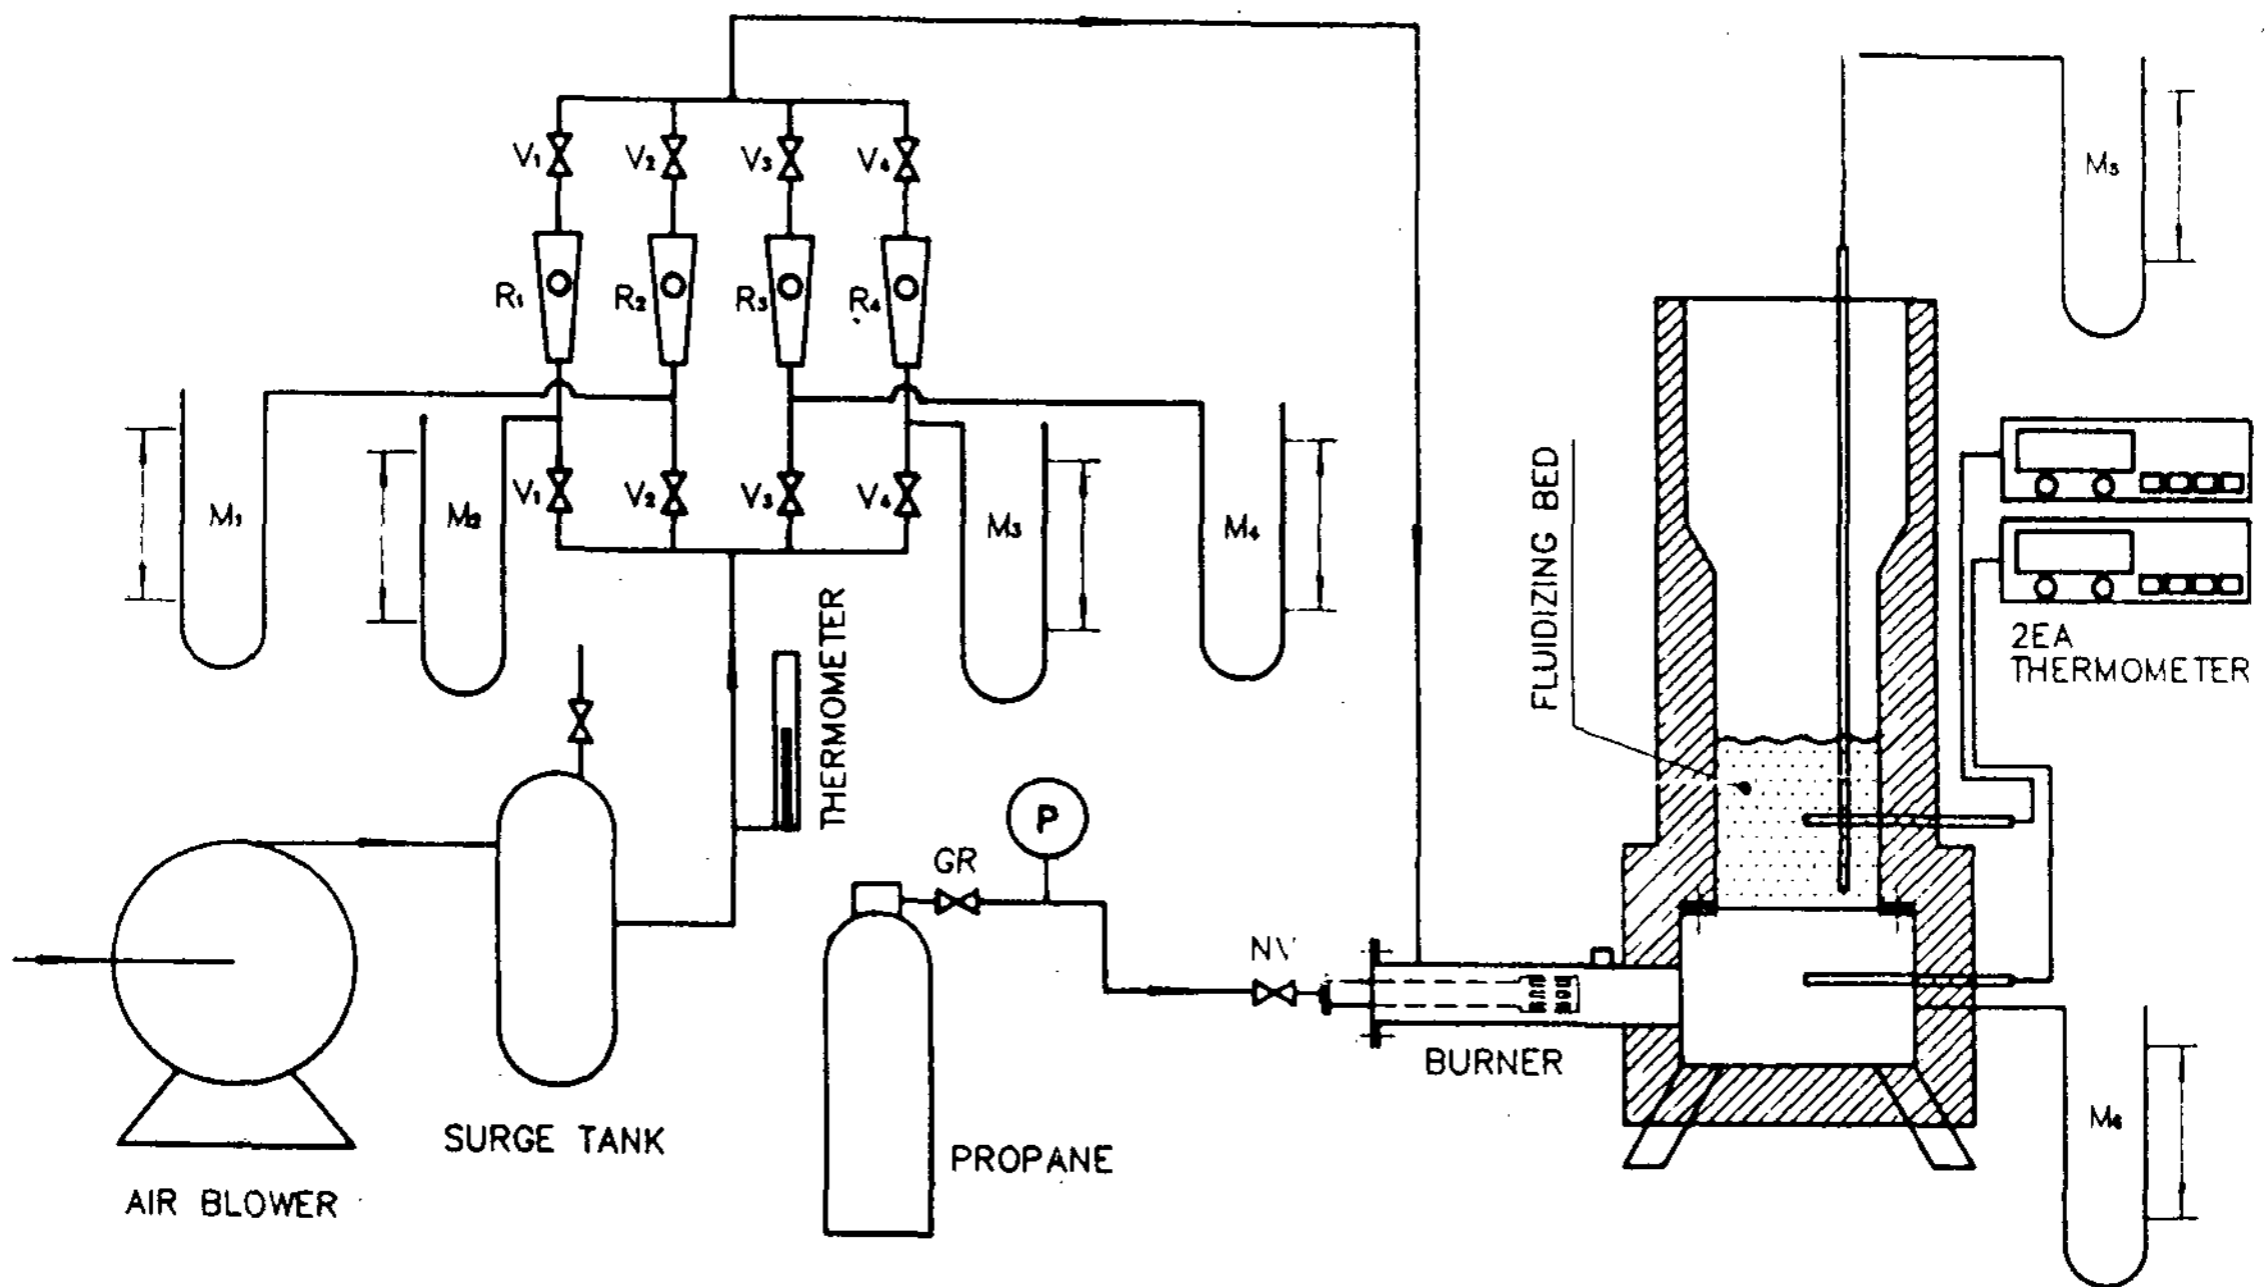 V₁
V₂
V₃
V₄
R₁
R₂
R₃
R₄
M₅
M₁
M₂
V₁
V₂
V₃
V₄
M₃
M₄
FLUIDIZING BED
2EA
THERMOMETER
THERMOMETER
P
GR
NV
BURNER
M₆
SURGE TANK
PROPANE
AIR BLOWER